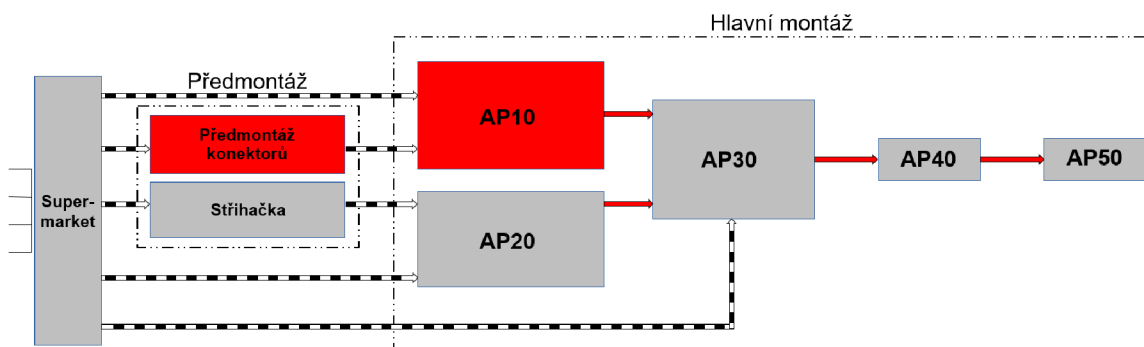 Hlavní montáž
Předmontáž
Předmontáž
konektorů
AP10
AP30
AP40
AP50
Super-
market
Střihačka
AP20